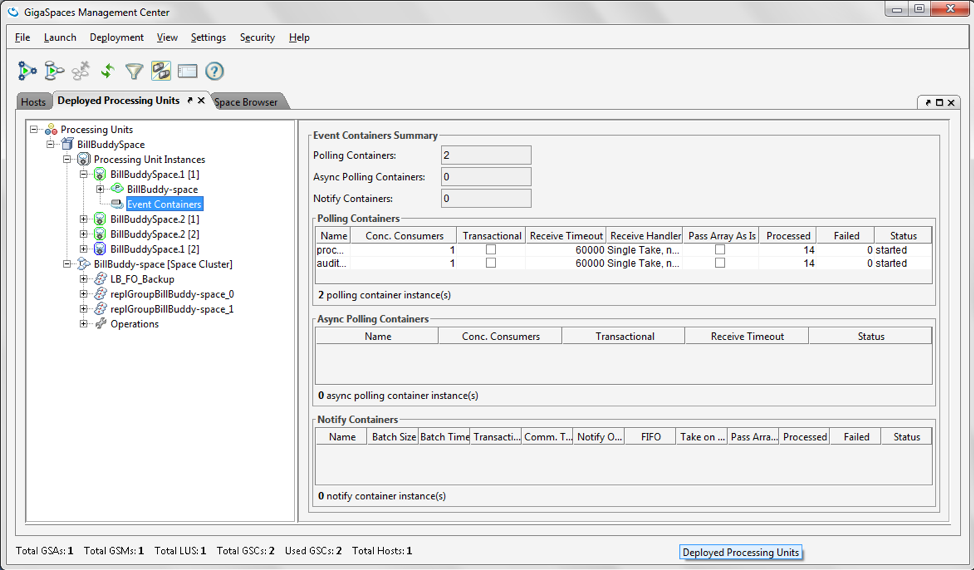 GigaSpaces Management Center
File Launch Deployment View Settings Security Help
Hosts Deployed Processing Units Space Browser
Processing Units
BillBuddySpace
Processing Unit Instances
BillBuddySpace.1 [1]
BillBuddy-space
Event Containers
BillBuddySpace.2 [1]
BillBuddySpace.2 [2]
BillBuddySpace.1 [2]
BillBuddy-space [Space Cluster]
LB_FO_Backup
replGroupBillBuddy-space_0
replGroupBillBuddy-space_1
Operations
Event Containers Summary
Polling Containers: 2
Async Polling Containers: 0
Notify Containers: 0
Polling Containers
Name Conc. Consumers Transactional Receive Timeout Receive Handler Pass Array As Is Processed Failed Status
proc... 1 60000 Single Take, n... 14 0 started
audit... 1 60000 Single Take, n... 14 0 started
2 polling container instance(s)
Async Polling Containers
Name Conc. Consumers Transactional Receive Timeout Status
0 async polling container instance(s)
Notify Containers
Name Batch Size Batch Time Transacti... Comm. T... Notify O... FIFO Take on ... Pass Arra... Processed Failed Status
0 notify container instance(s)
Total GSAs: 1 Total GSMs: 1 Total LUS: 1 Total GSCs: 2 Used GSCs: 2 Total Hosts: 1
Deployed Processing Units